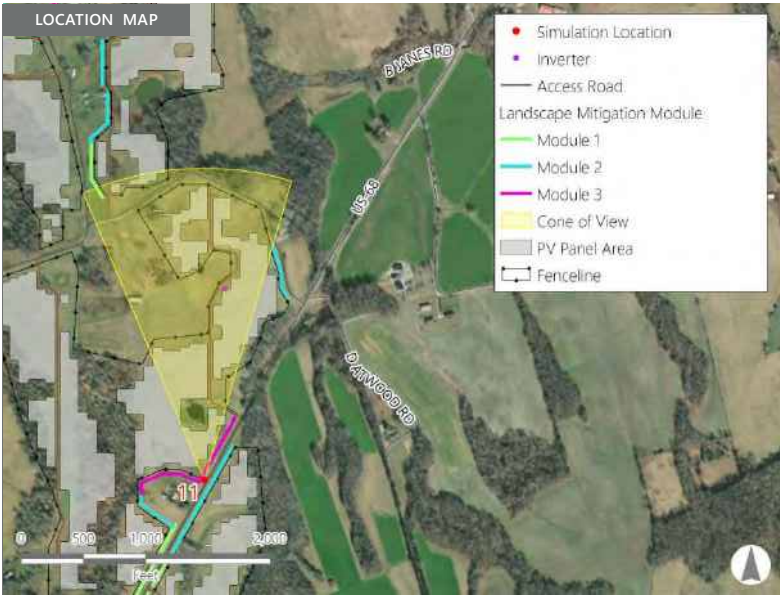 LOCATION MAP
Simulation Location
Inverter
Access Road
Landscape Mitigation Module
Module 1
Module 2
Module 3
Cone of View
PV Panel Area
Fenceline
B JANES RD
US-68
D ATWOOD RD
11
0 500 1,000 2,000
Feet